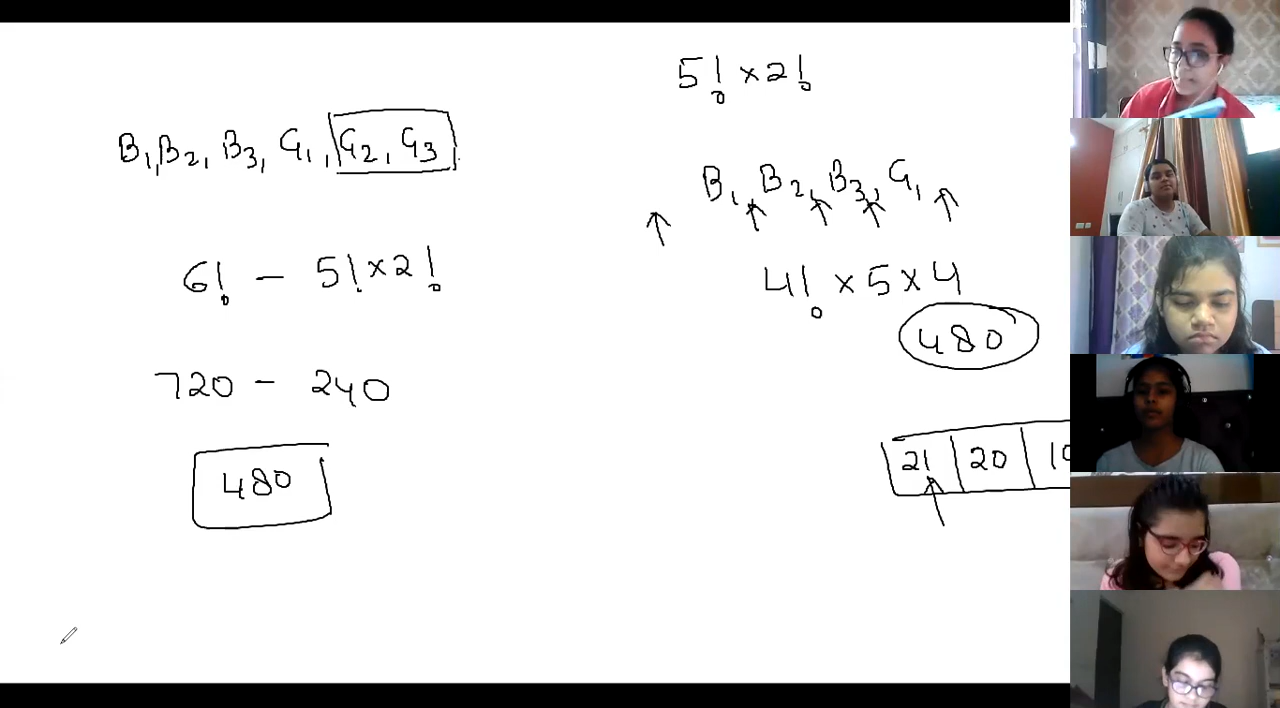 B₁, B₂, B₃, G₁, G₂, G₃
6! – 5! × 2!
720 – 240
480
5! × 2!
B₁ B₂, B₃, G₁
4! × 5 × 4
480
21 20 10